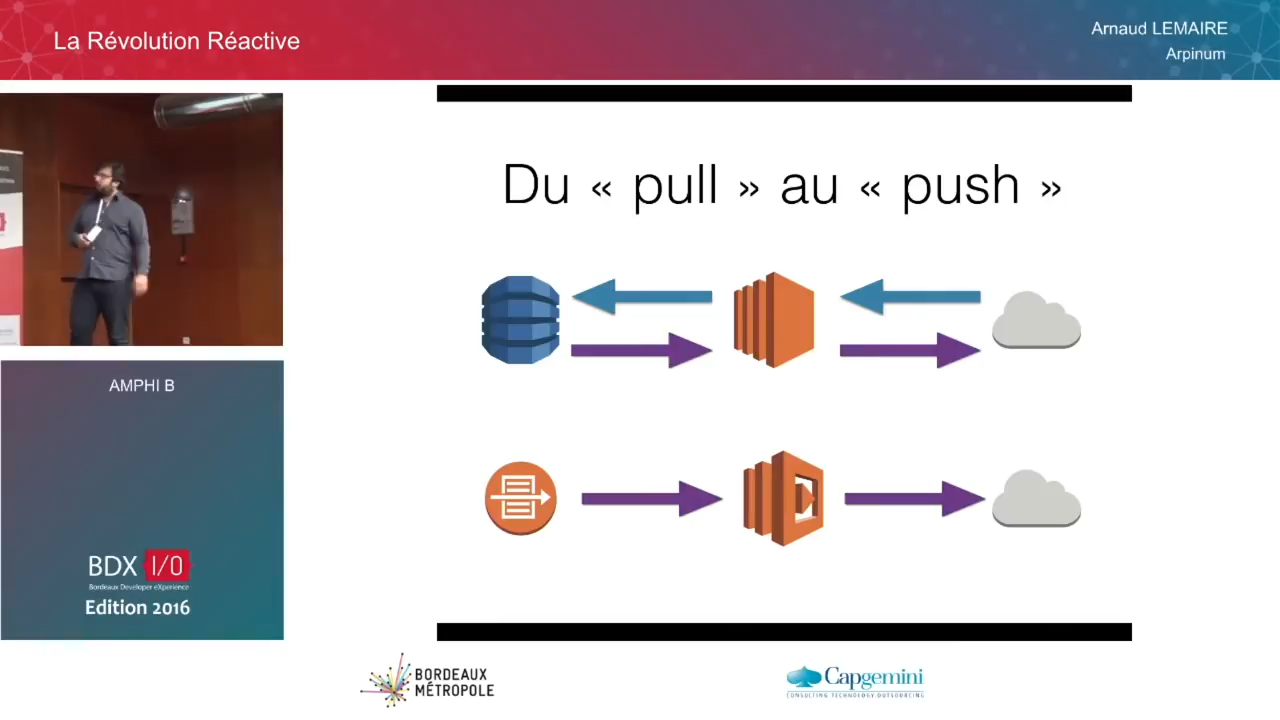 La Révolution Réactive
Arnaud LEMAIRE
Arpinum
Du « pull » au « push »
AMPHI B
BDX I/O
Bordeaux Developer eXperience
Edition 2016
BORDEAUX
MÉTROPOLE
Capgemini
CONSULTING.TECHNOLOGY.OUTSOURCING